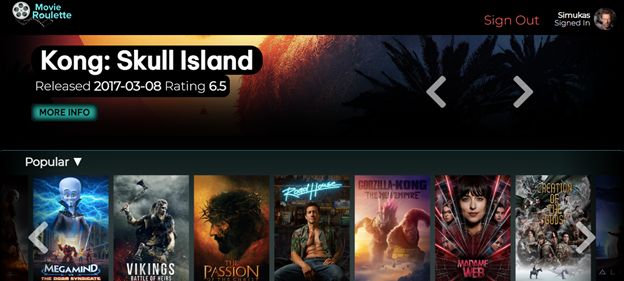 Movie
Roulette
Sign Out
Simukas
Signed In
Kong: Skull Island
Released 2017-03-08 Rating 6.5
MORE INFO
Popular ▼
MEGAMIND
THE DOOM SYNDICATE
VIKINGS
BATTLE OF HEIRS
THE
PASSION
OF THE CHRIST
Road House
GODZILLA × KONG
THE NEW EMPIRE
MADAME
WEB
CREATION
OF THE
GODS
A L